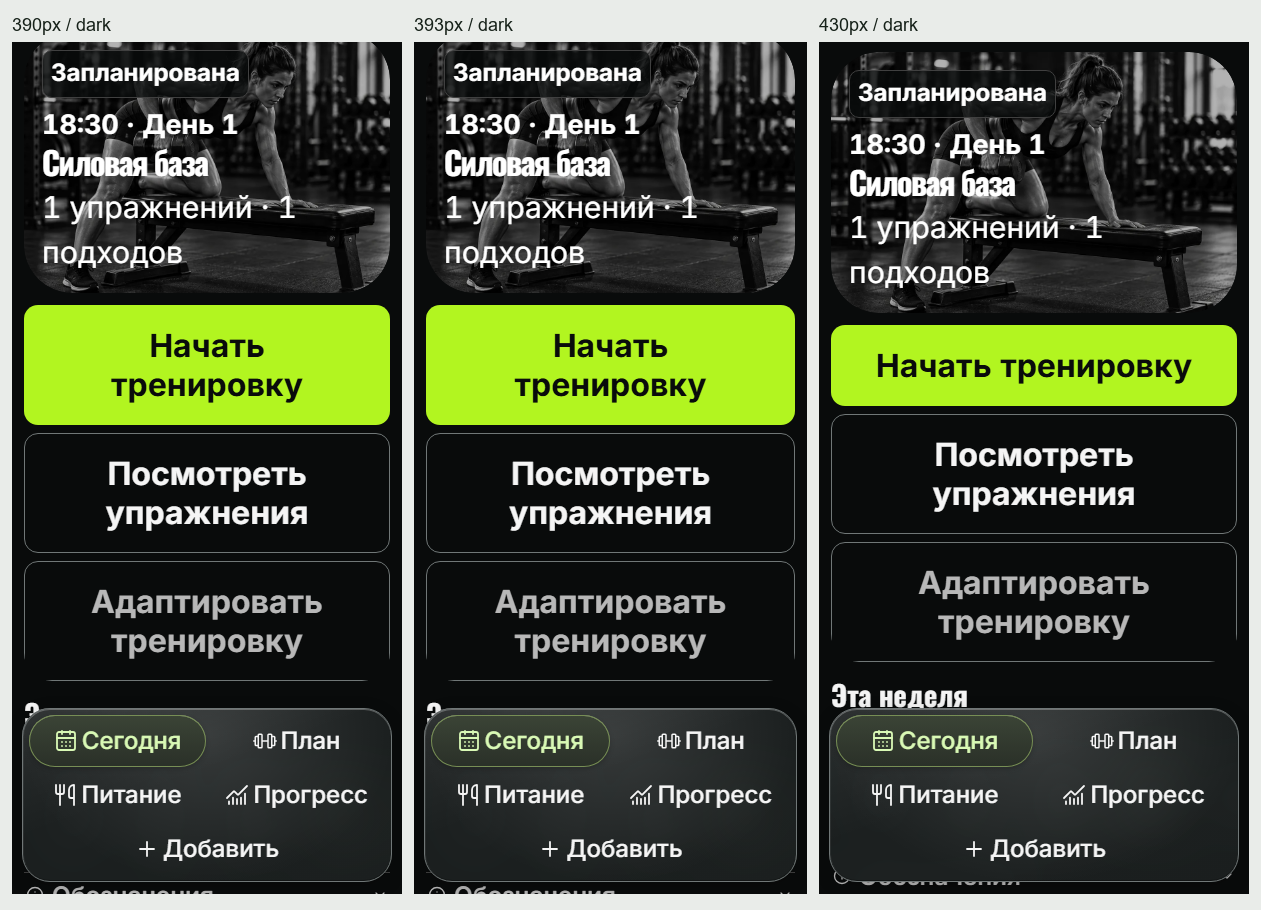 390px / dark
Запланирована
18:30 · День 1
Силовая база
1 упражнений · 1
подходов
Начать
тренировку
Посмотреть
упражнения
Адаптировать
тренировку
Сегодня
План
Питание
Прогресс
+ Добавить
393px / dark
Запланирована
18:30 · День 1
Силовая база
1 упражнений · 1
подходов
Начать
тренировку
Посмотреть
упражнения
Адаптировать
тренировку
Сегодня
План
Питание
Прогресс
+ Добавить
430px / dark
Запланирована
18:30 · День 1
Силовая база
1 упражнений · 1
подходов
Начать тренировку
Посмотреть
упражнения
Адаптировать
тренировку
Эта неделя
Сегодня
План
Питание
Прогресс
+ Добавить